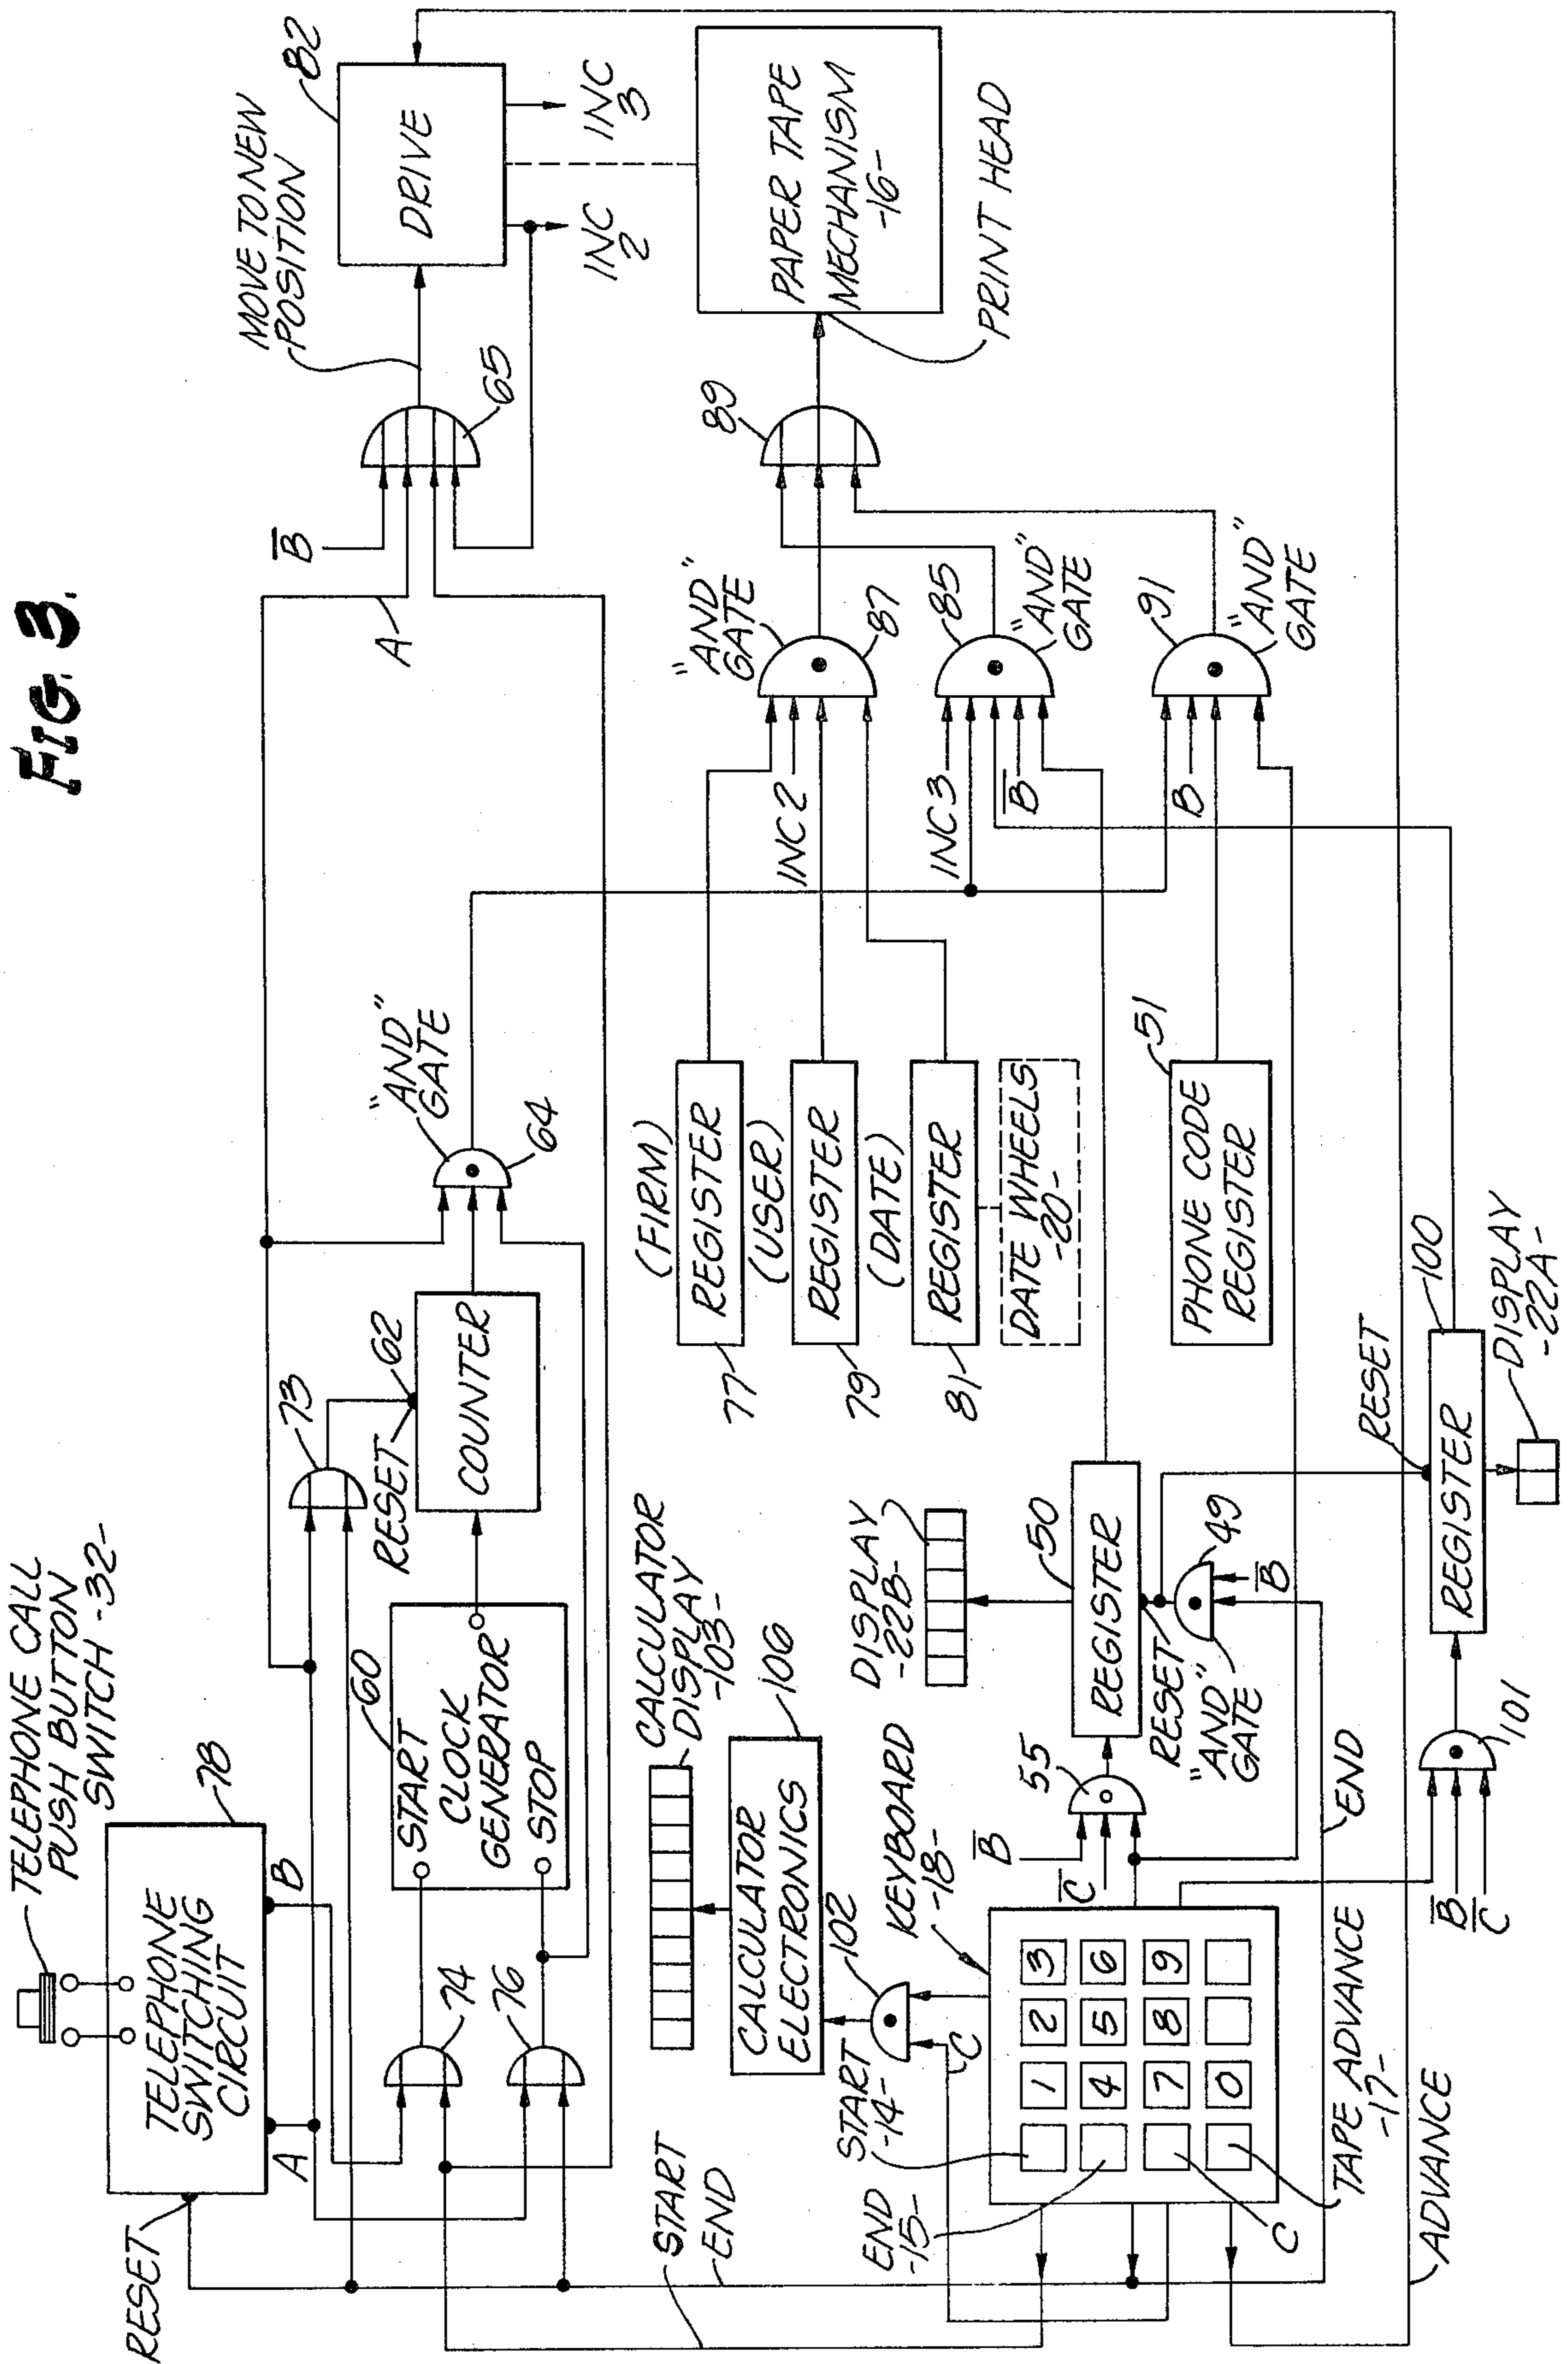 FIG. 3.
TELEPHONE CALL
PUSH BUTTON
SWITCH -32-
TELEPHONE
SWITCHING
CIRCUIT
78
RESET
A
B
73
RESET
62
COUNTER
60
START
CLOCK
GENERATOR
STOP
74
76
"AND"
GATE
64
A
B
MOVE TO NEW
POSITION
65
82
DRIVE
INC
2
INC
3
PAPER TAPE
MECHANISM
-16-
PRINT HEAD
89
"AND"
GATE
87
85
"AND"
GATE
91
"AND"
GATE
INC2
INC3
B
B
(FIRM)
REGISTER
77
(USER)
REGISTER
79
(DATE)
REGISTER
81
DATE WHEELS
-20-
51
PHONE CODE
REGISTER
CALCULATOR
DISPLAY
-103-
106
CALCULATOR
ELECTRONICS
102
C
DISPLAY
-22B-
50
REGISTER
RESET
49
B
"AND"
GATE
55
B
C
KEYBOARD
-18-
START
-14-
END
-15-
1
2
3
4
5
6
7
8
9
0
C
TAPE ADVANCE
-17-
START
END
END
ADVANCE
B
C
101
REGISTER
RESET
100
DISPLAY
-22A-